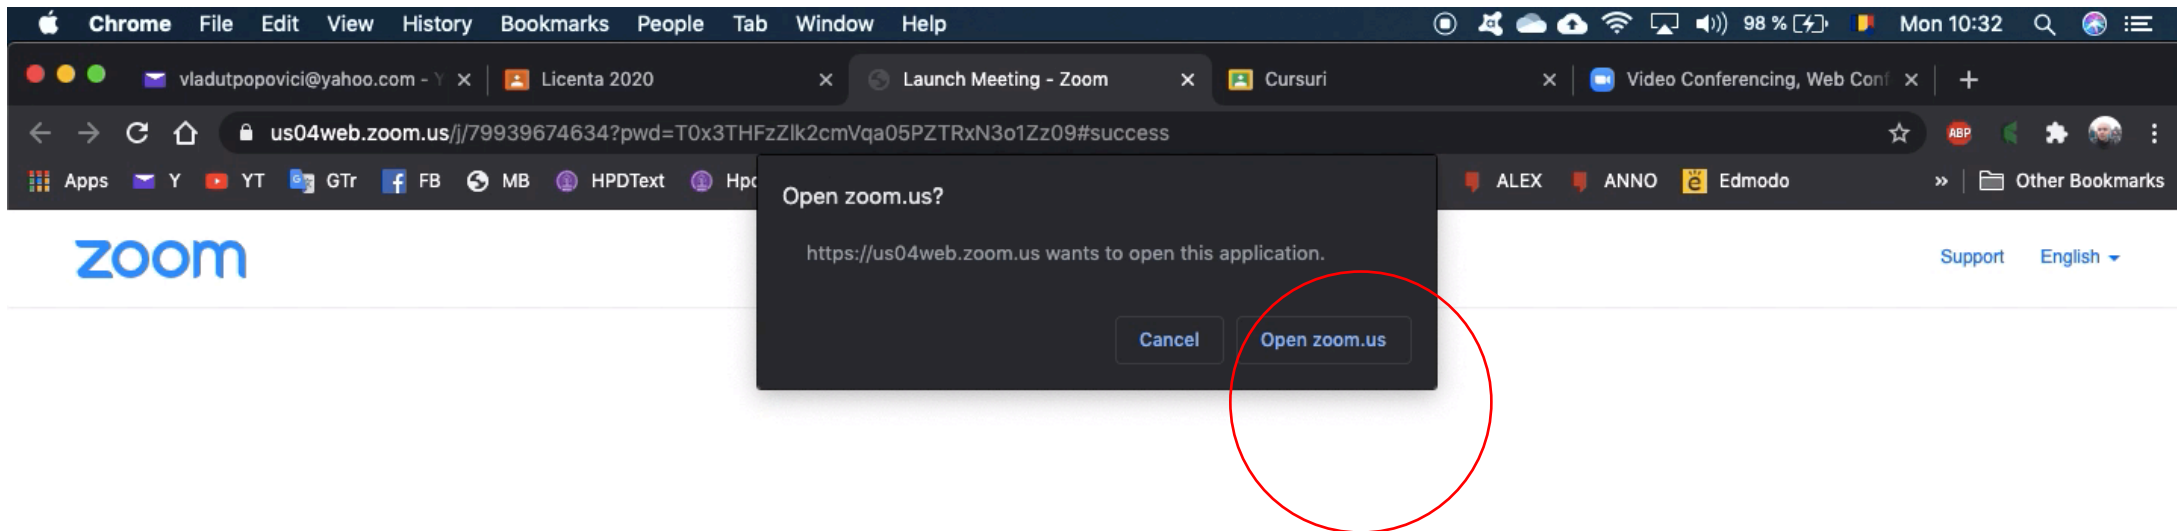 Chrome File Edit View History Bookmarks People Tab Window Help 98 % Mon 10:32
vladutpopovici@yahoo.com - Y Licenta 2020 Launch Meeting - Zoom Cursuri Video Conferencing, Web Conf
us04web.zoom.us/j/79939674634?pwd=T0x3THFzZlk2cmVqa05PZTRxN3o1Zz09#success ABP
Apps Y YT GTr FB MB HPDText Hpd ALEX ANNO ë Edmodo » Other Bookmarks
Open zoom.us?
https://us04web.zoom.us wants to open this application.
Cancel Open zoom.us
zoom Support English